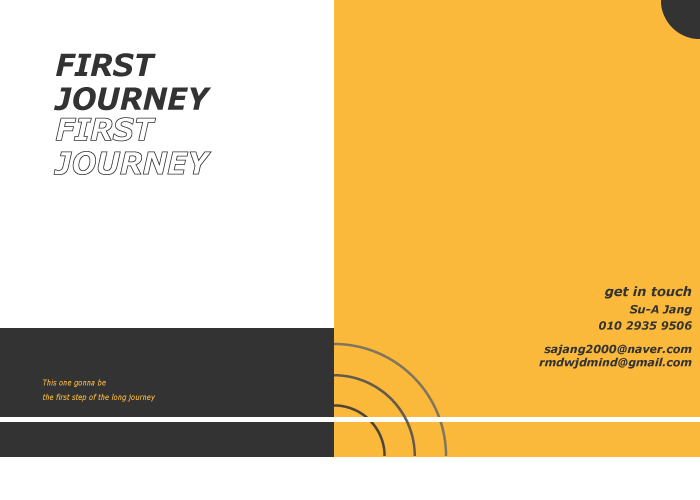 FIRST
JOURNEY
FIRST
JOURNEY
This one gonna be
the first step of the long journey
get in touch
Su-A Jang
010 2935 9506
sajang2000@naver.com
rmdwjdmind@gmail.com